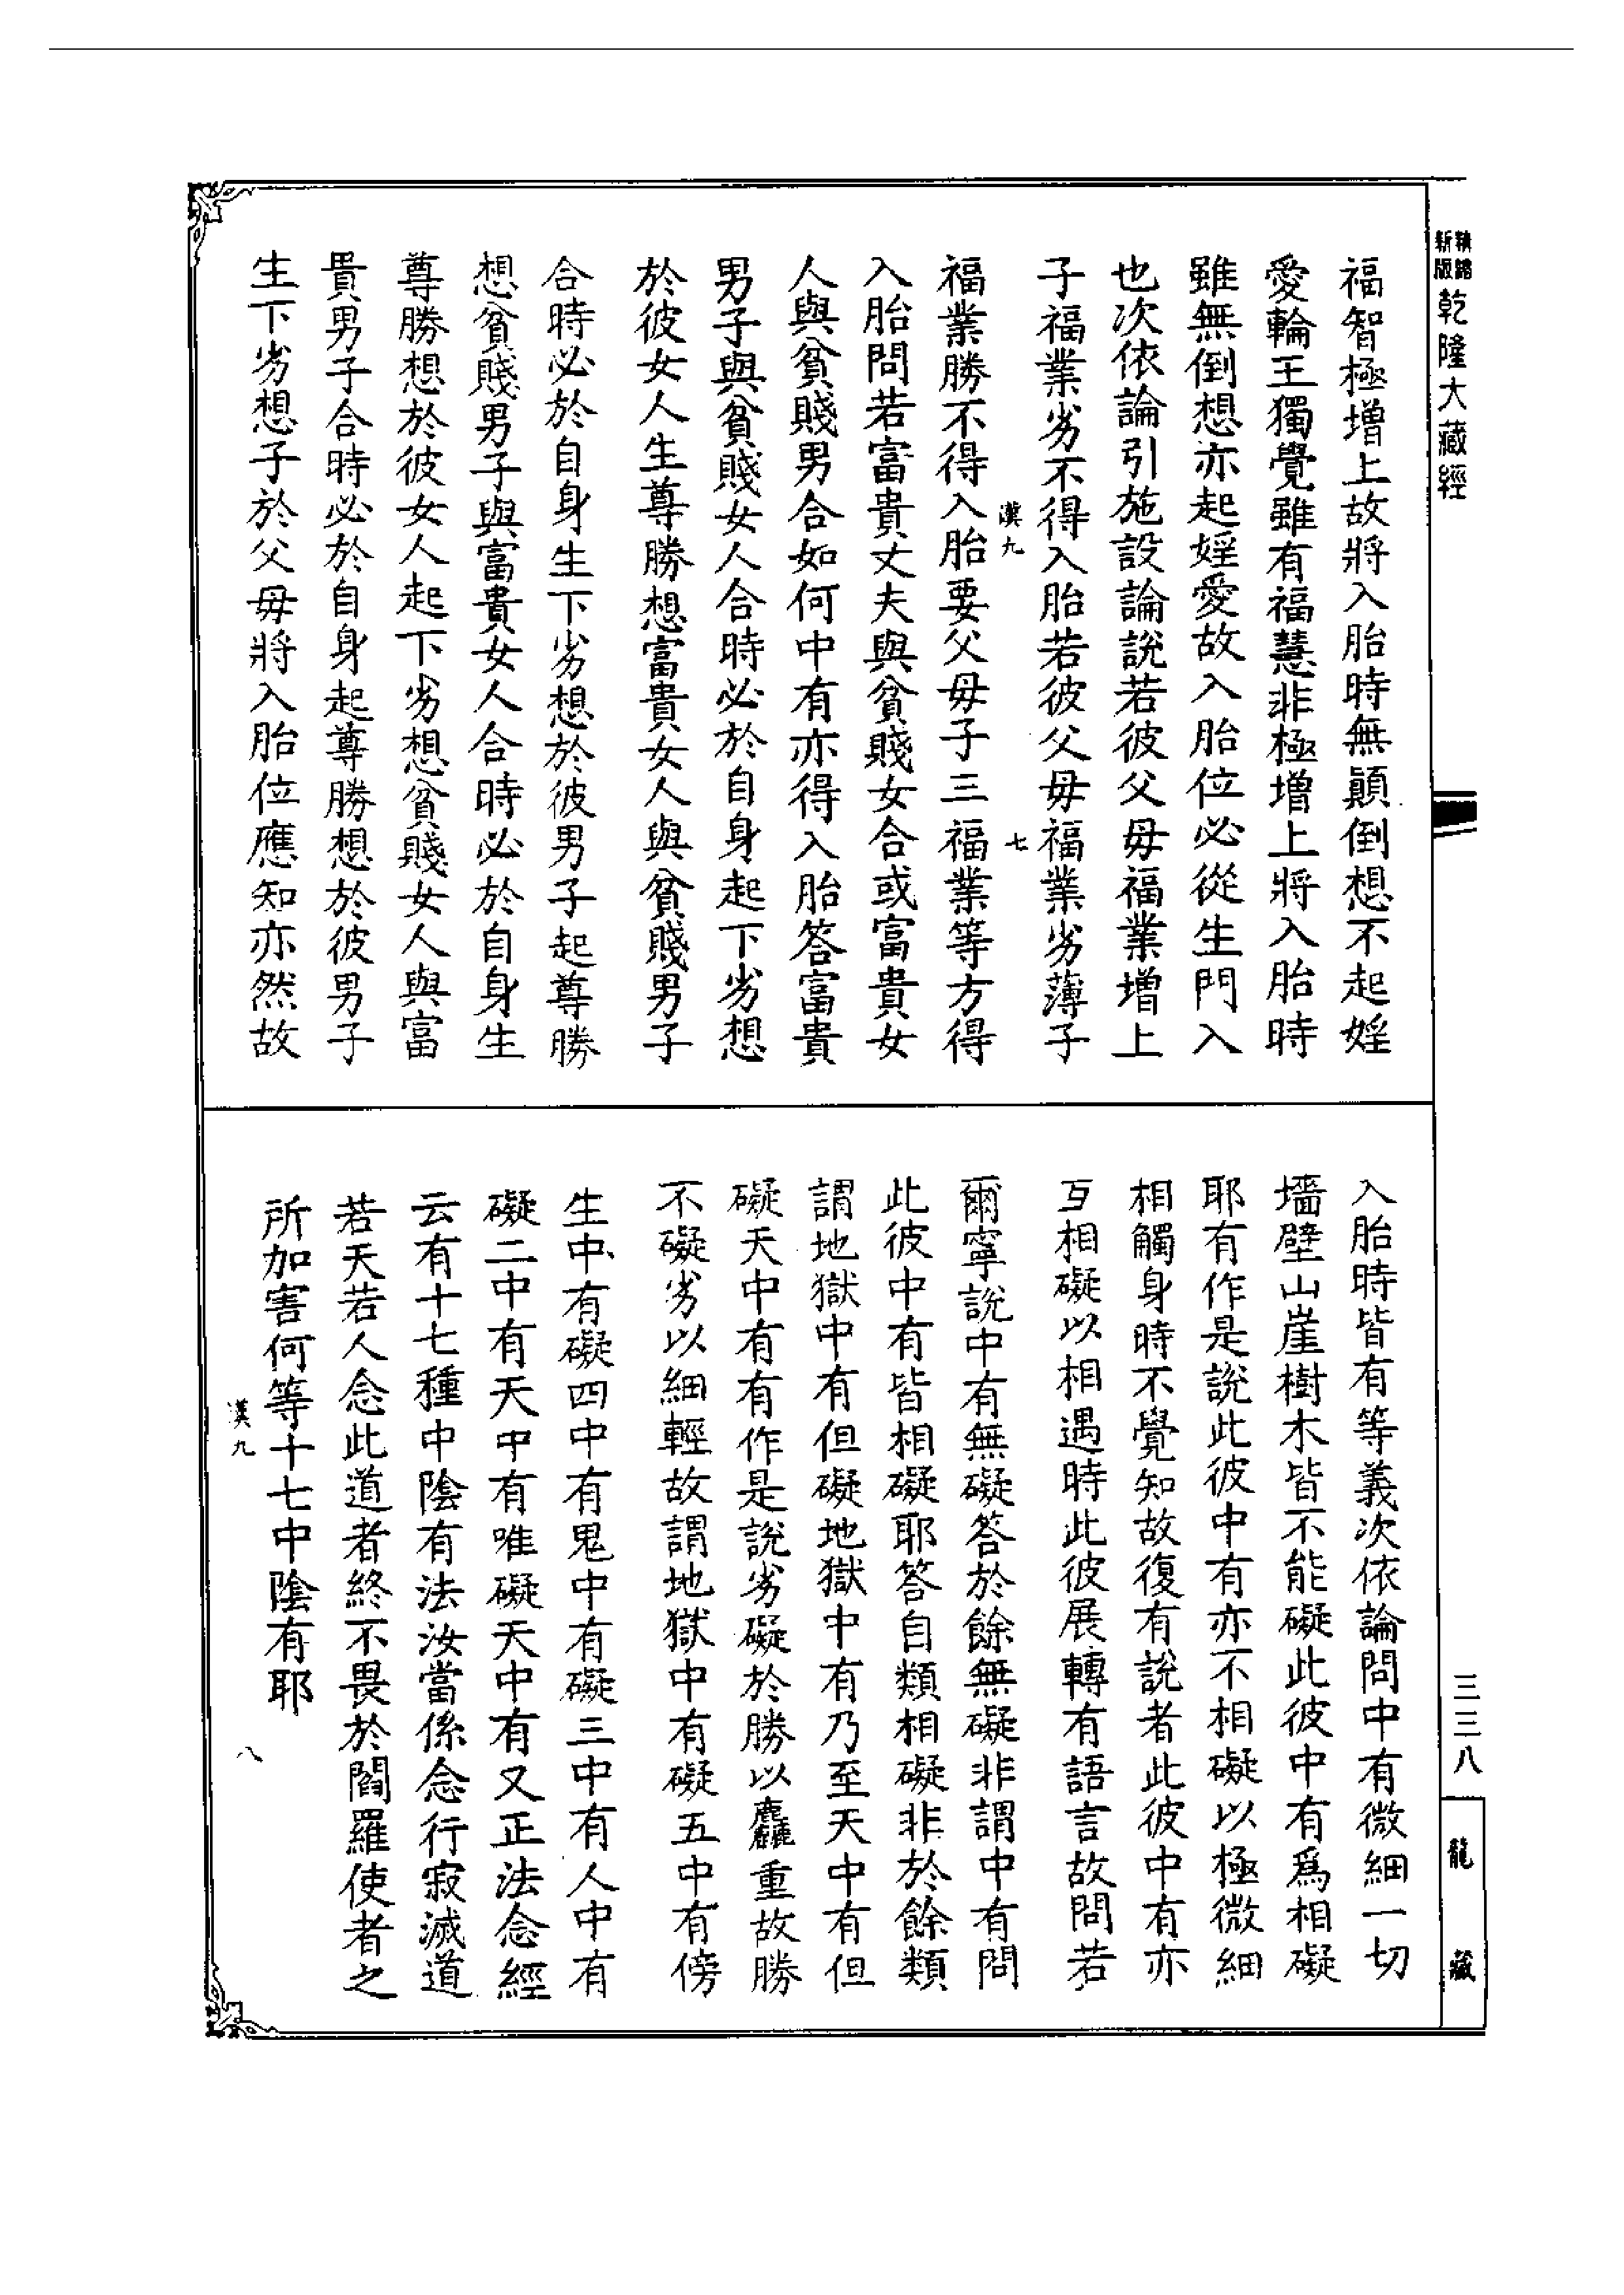 新版 精縮 乾隆大藏經
福智極增上故將入胎時無顛倒想不起婬
愛輪王獨覺雖有福慧非極增上將入胎時
雖無倒想亦起婬愛故入胎位必從生門入
也次依論引施設論說若彼父母福業增上
子福業劣不得入胎若彼父母福業劣薄子
漢九 七
福業勝不得入胎要父母子三福業等方得
入胎問若富貴丈夫與貧賤女合或富貴女
人與貧賤男合如何中有亦得入胎答富貴
男子與貧賤女人合時必於自身起下劣想
於彼女人生尊勝想富貴女人與貧賤男子
合時必於自身生下劣想於彼男子起尊勝
想貧賤男子與富貴女人合時必於自身生
尊勝想於彼女人起下劣想貧賤女人與富
貴男子合時必於自身起尊勝想於彼男子
生下劣想子於父母將入胎位應知亦然故
入胎時皆有等義次依論問中有微細一切
墻壁山崖樹木皆不能礙此彼中有爲相礙
耶有作是說此彼中有亦不相礙以極微細
相觸身時不覺知故復有說者此彼中有亦
互相礙以相遇時此彼展轉有語言故問若
爾寧說中有無礙答於餘無礙非謂中有問
此彼中有皆相礙耶答自類相礙非於餘類
謂地獄中有但礙地獄中有乃至天中有但
礙天中有有作是說劣礙於勝以麤重故勝
不礙劣以細輕故謂地獄中有礙五中有傍
生中有礙四中有鬼中有礙三中有人中有
礙二中有天中有唯礙天中有又正法念經
云有十七種中陰有法汝當係念行寂滅道
若天若人念此道者終不畏於閻羅使者之
所加害何等十七中陰有耶
漢九 八
三三八
龍藏